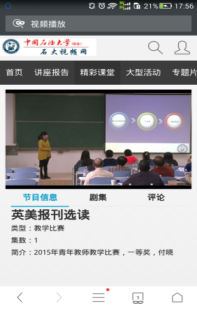 21% 17:56
视频播放
中国石油大学
石大视频网
首页 讲座报告 精彩课堂 大型活动 专题片
节目信息 剧集 评论
英美报刊选读
类型：教学比赛
集数：1
简介：2015年青年教师教学比赛，一等奖，付晓